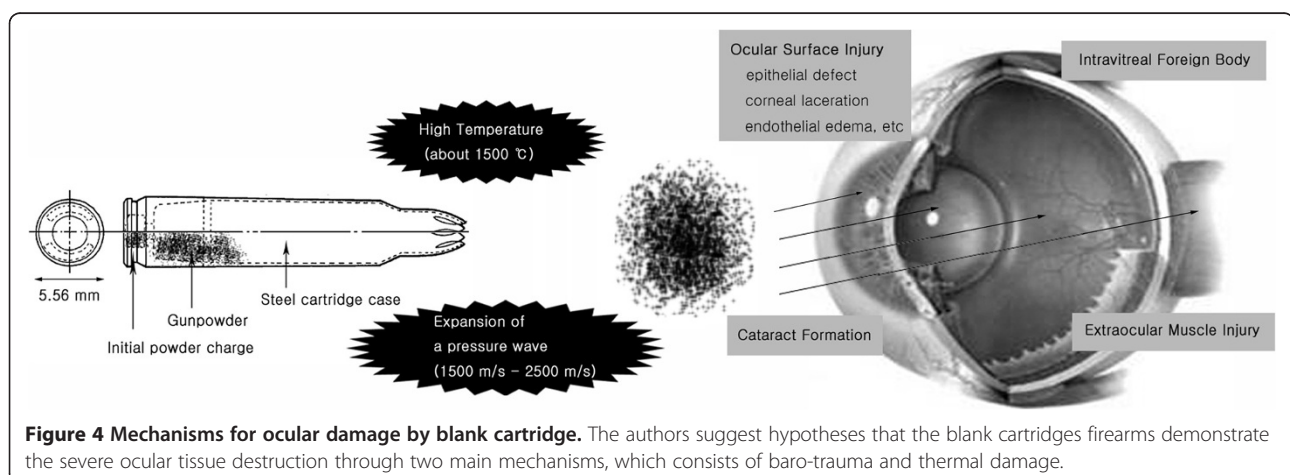 Ocular Surface Injury
epithelial defect
corneal laceration
endothelial edema, etc
Intravitreal Foreign Body
High Temperature
(about 1500 ℃)
5.56 mm
Steel cartridge case
Gunpowder
Initial powder charge
Expansion of
a pressure wave
(1500 m/s – 2500 m/s)
Cataract Formation
Extraocular Muscle Injury
Figure 4 Mechanisms for ocular damage by blank cartridge. The authors suggest hypotheses that the blank cartridges firearms demonstrate
the severe ocular tissue destruction through two main mechanisms, which consists of baro-trauma and thermal damage.